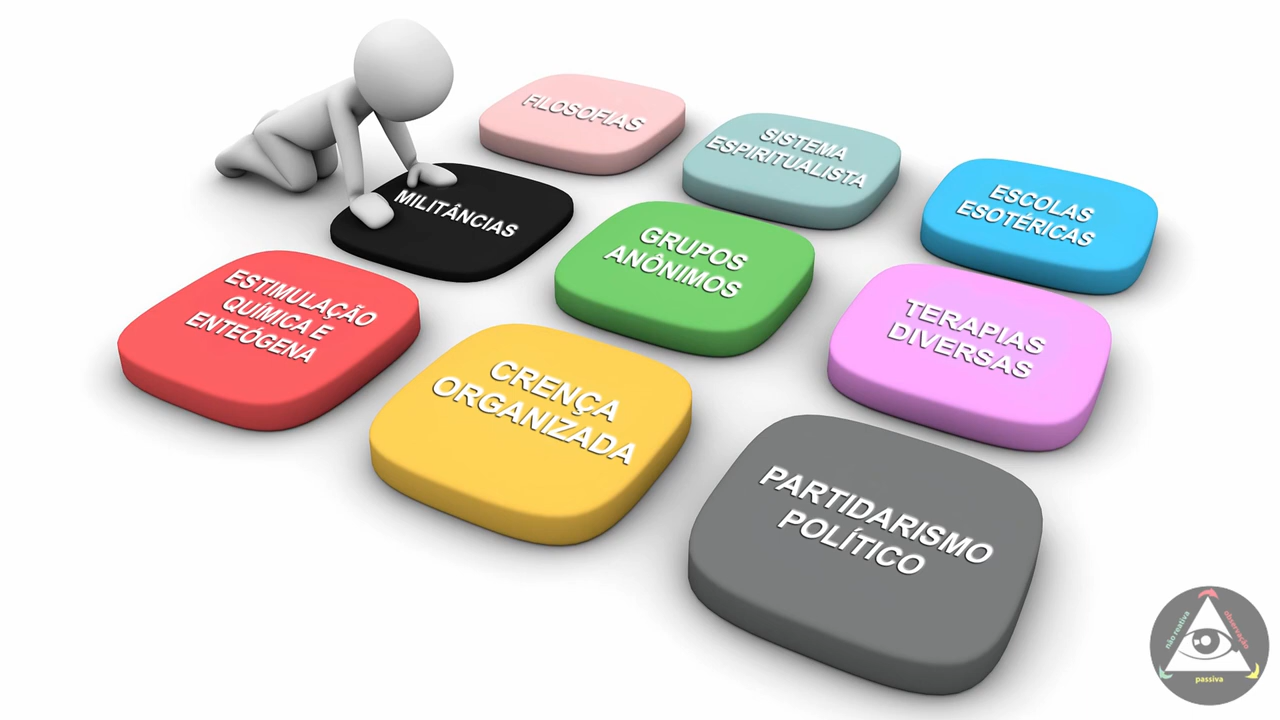 FILOSOFIAS
SISTEMA
ESPIRITUALISTA
ESCOLAS
ESOTÉRICAS
MILITÂNCIAS
GRUPOS
ANÔNIMOS
TERAPIAS
DIVERSAS
ESTIMULAÇÃO
QUÍMICA E
ENTEÓGENA
CRENÇA
ORGANIZADA
PARTIDARISMO
POLÍTICO
não reativa
observação
passiva